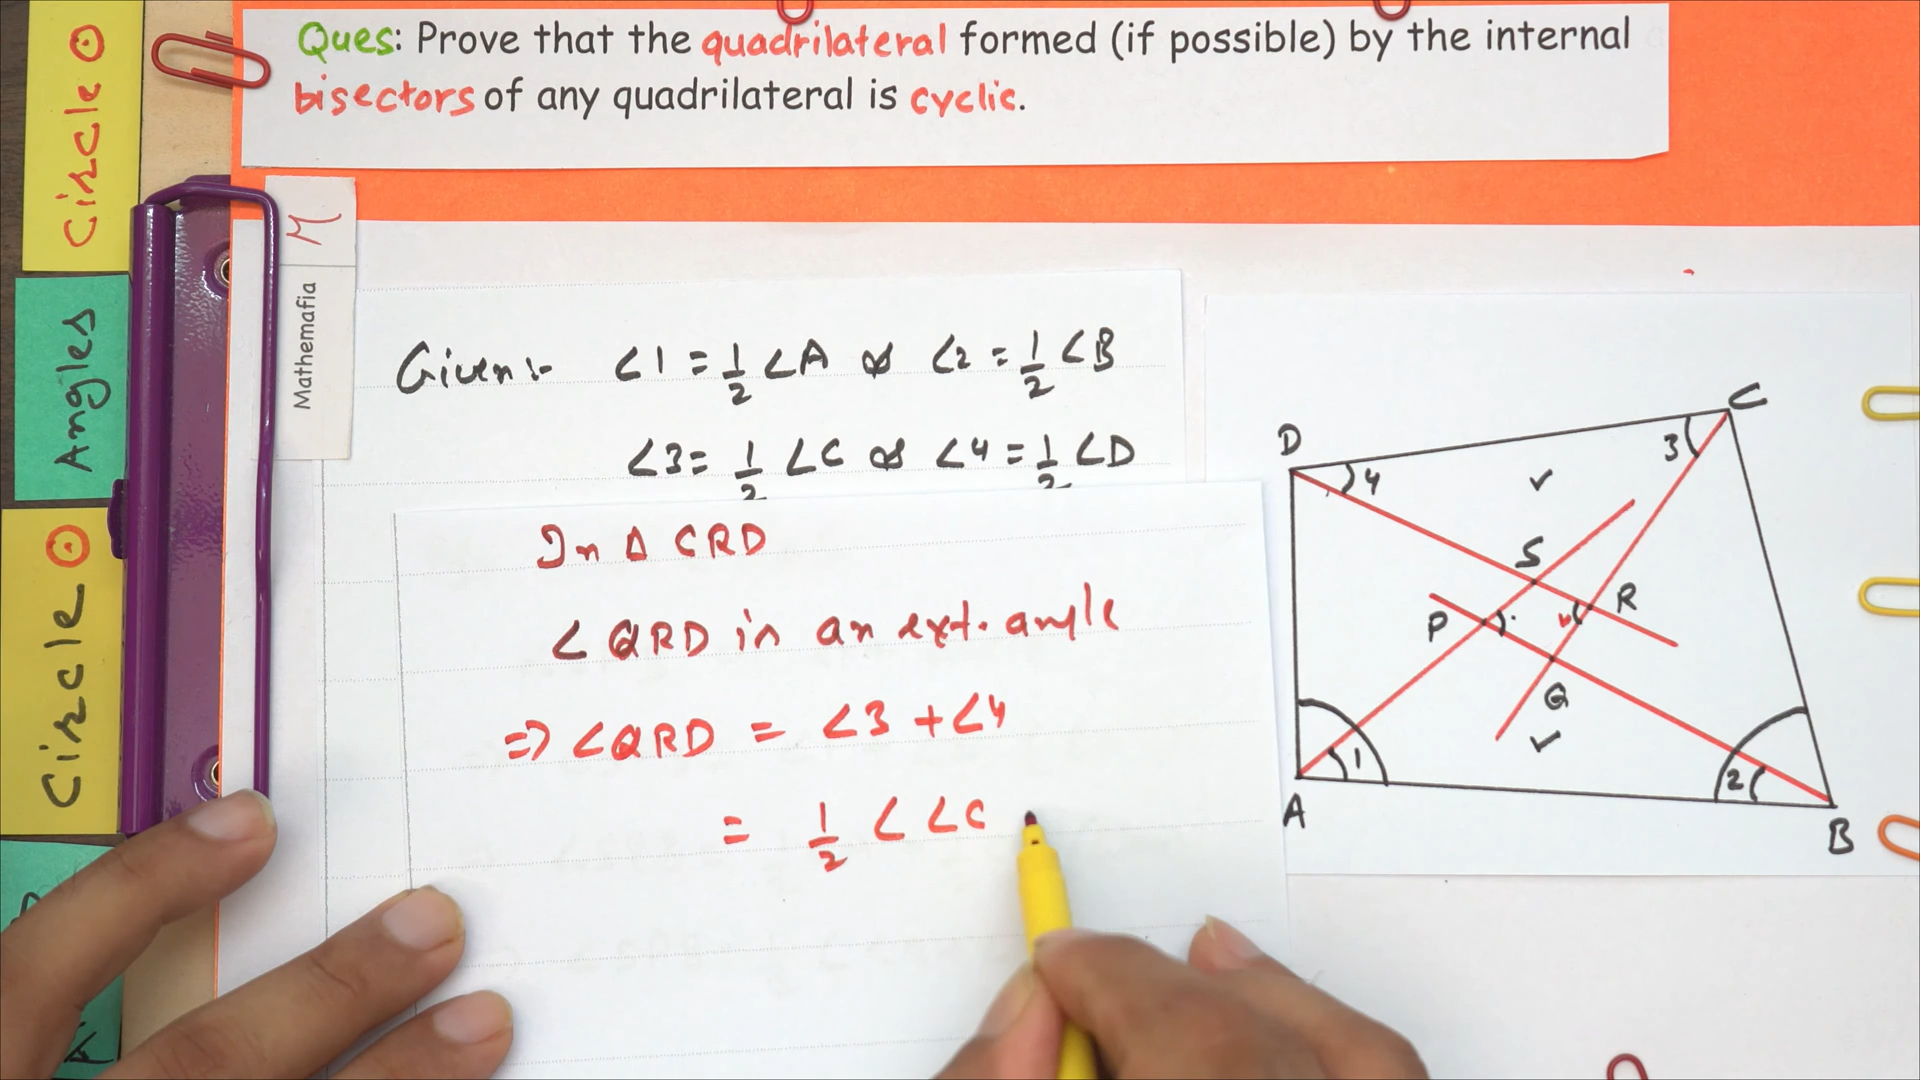 Ques: Prove that the quadrilateral formed (if possible) by the internal
bisectors of any quadrilateral is cyclic.
Circle
Angles
Circle
M
Mathemafia
Given:- ∠1 = 1/2 ∠A & ∠2 = 1/2 ∠B
∠3 = 1/2 ∠C & ∠4 = 1/2 ∠D
In Δ CRD
∠QRD is an ext. angle
⇒ ∠QRD = ∠3 + ∠4
= 1/2 < ∠C
D
C
4
3
S
P
R
Q
1
2
A
B